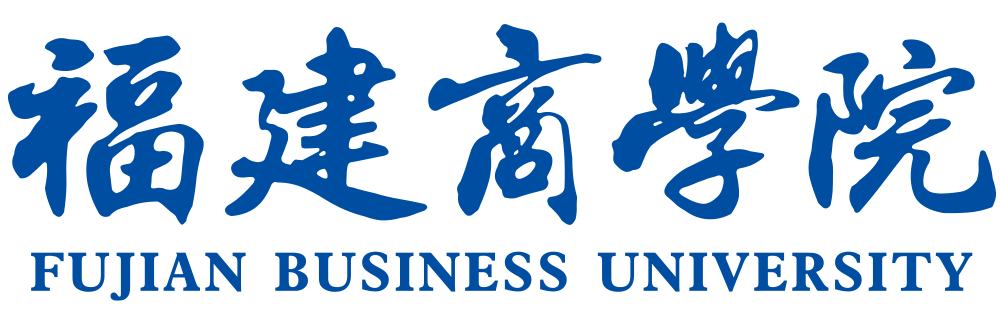 福建商學院
FUJIAN BUSINESS UNIVERSITY